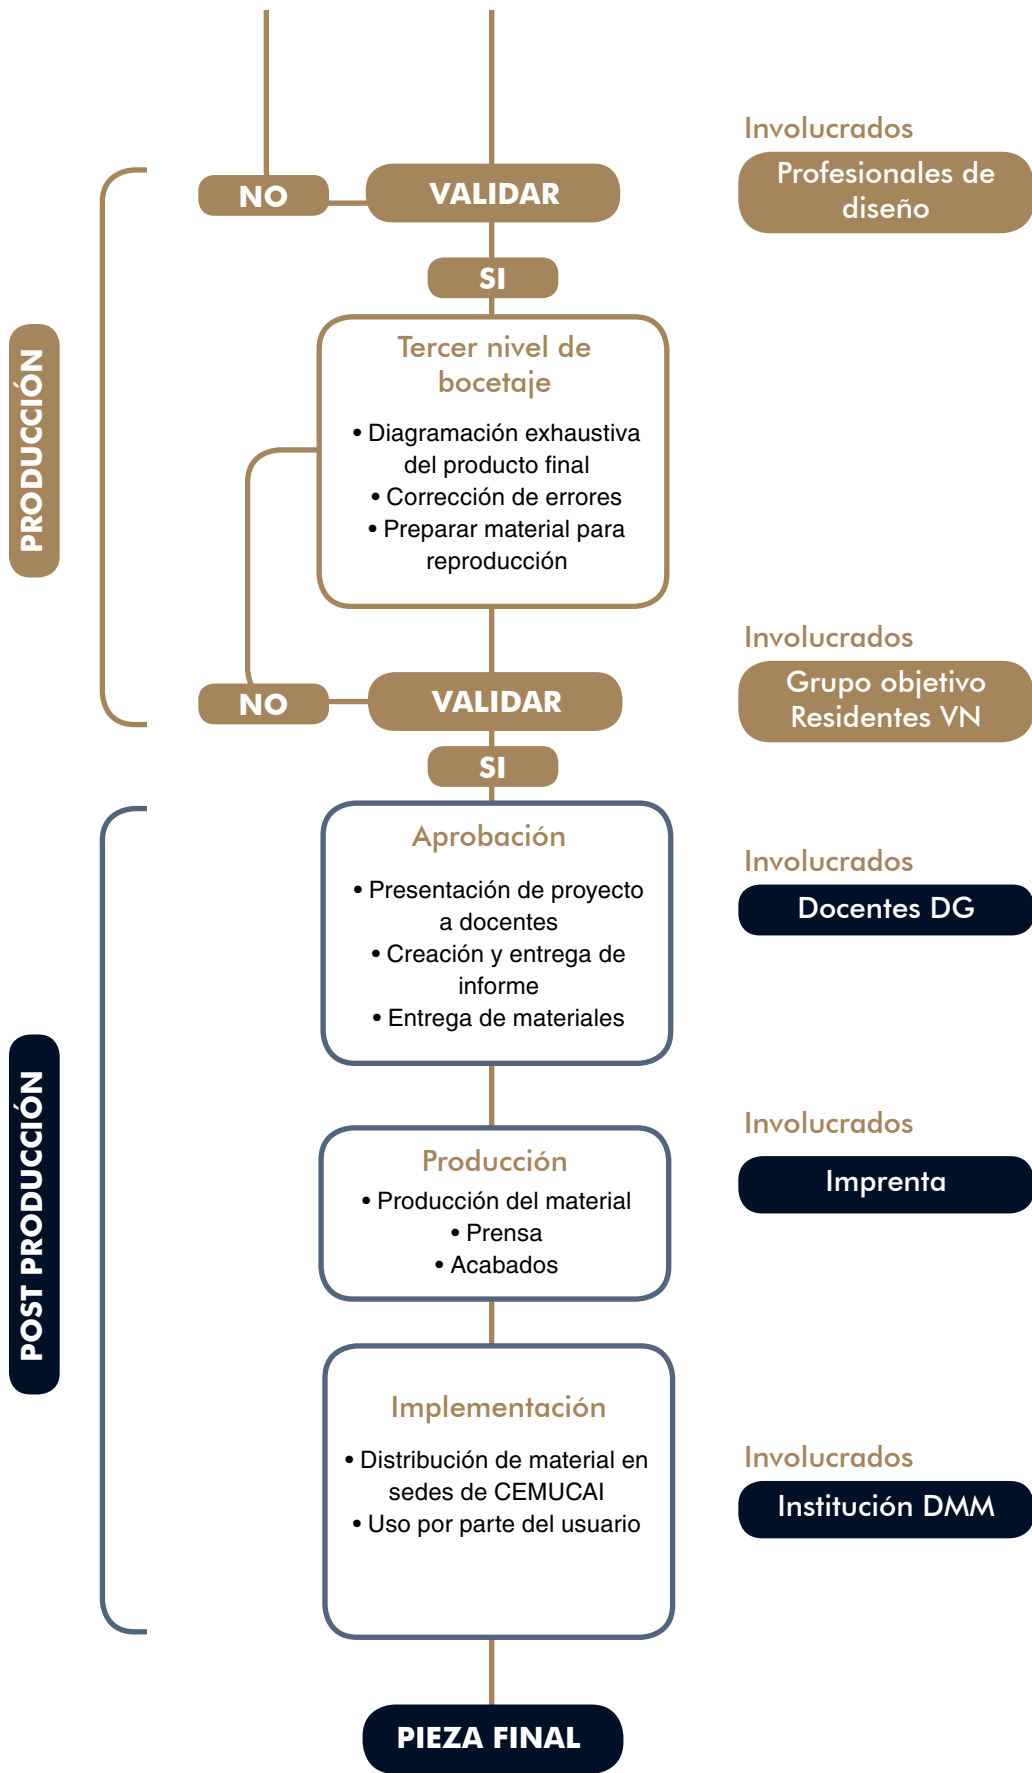 Involucrados
Profesionales de
diseño
NO
VALIDAR
SI
PRODUCCIÓN
Tercer nivel de
bocetaje
• Diagramación exhaustiva
del producto final
• Corrección de errores
• Preparar material para
reproducción
Involucrados
Grupo objetivo
Residentes VN
NO
VALIDAR
SI
POST PRODUCCIÓN
Aprobación
• Presentación de proyecto
a docentes
• Creación y entrega de
informe
• Entrega de materiales
Involucrados
Docentes DG
Producción
• Producción del material
• Prensa
• Acabados
Involucrados
Imprenta
Implementación
• Distribución de material en
sedes de CEMUCAI
• Uso por parte del usuario
Involucrados
Institución DMM
PIEZA FINAL